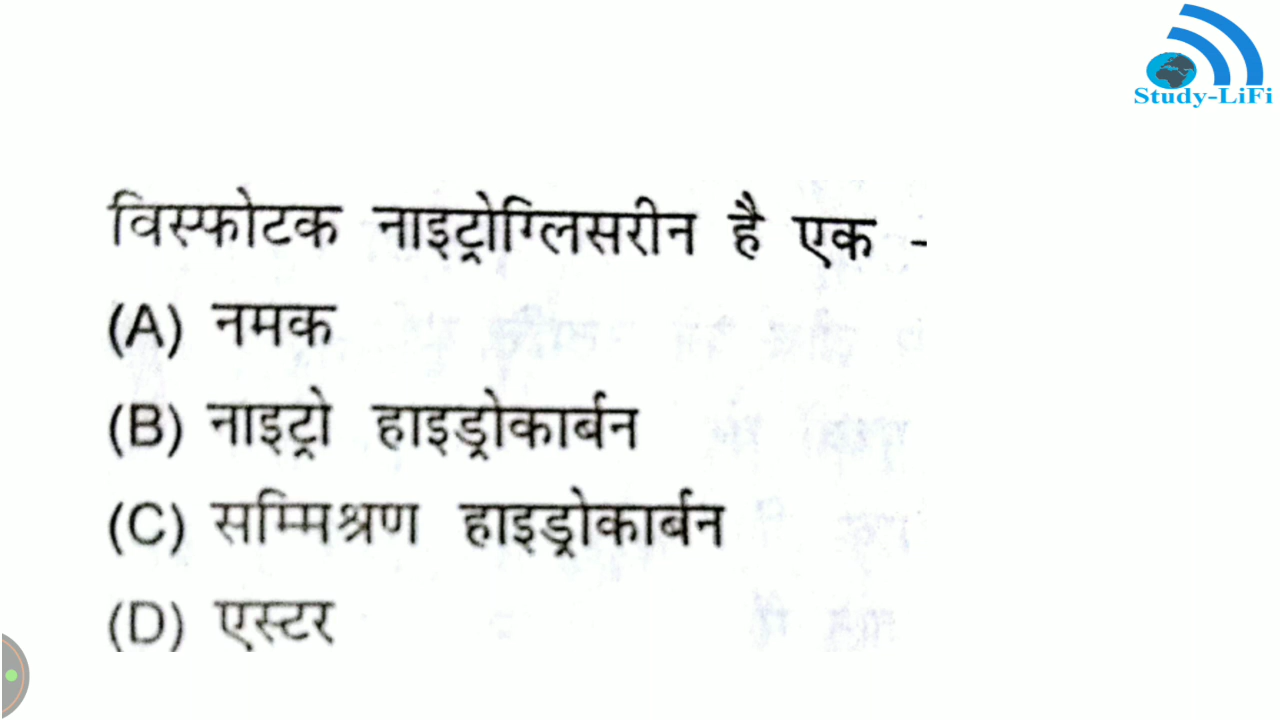 Study-LiFi
विस्फोटक नाइट्रोग्लिसरीन है एक -
(A) नमक
(B) नाइट्रो हाइड्रोकार्बन
(C) सम्मिश्रण हाइड्रोकार्बन
(D) एस्टर